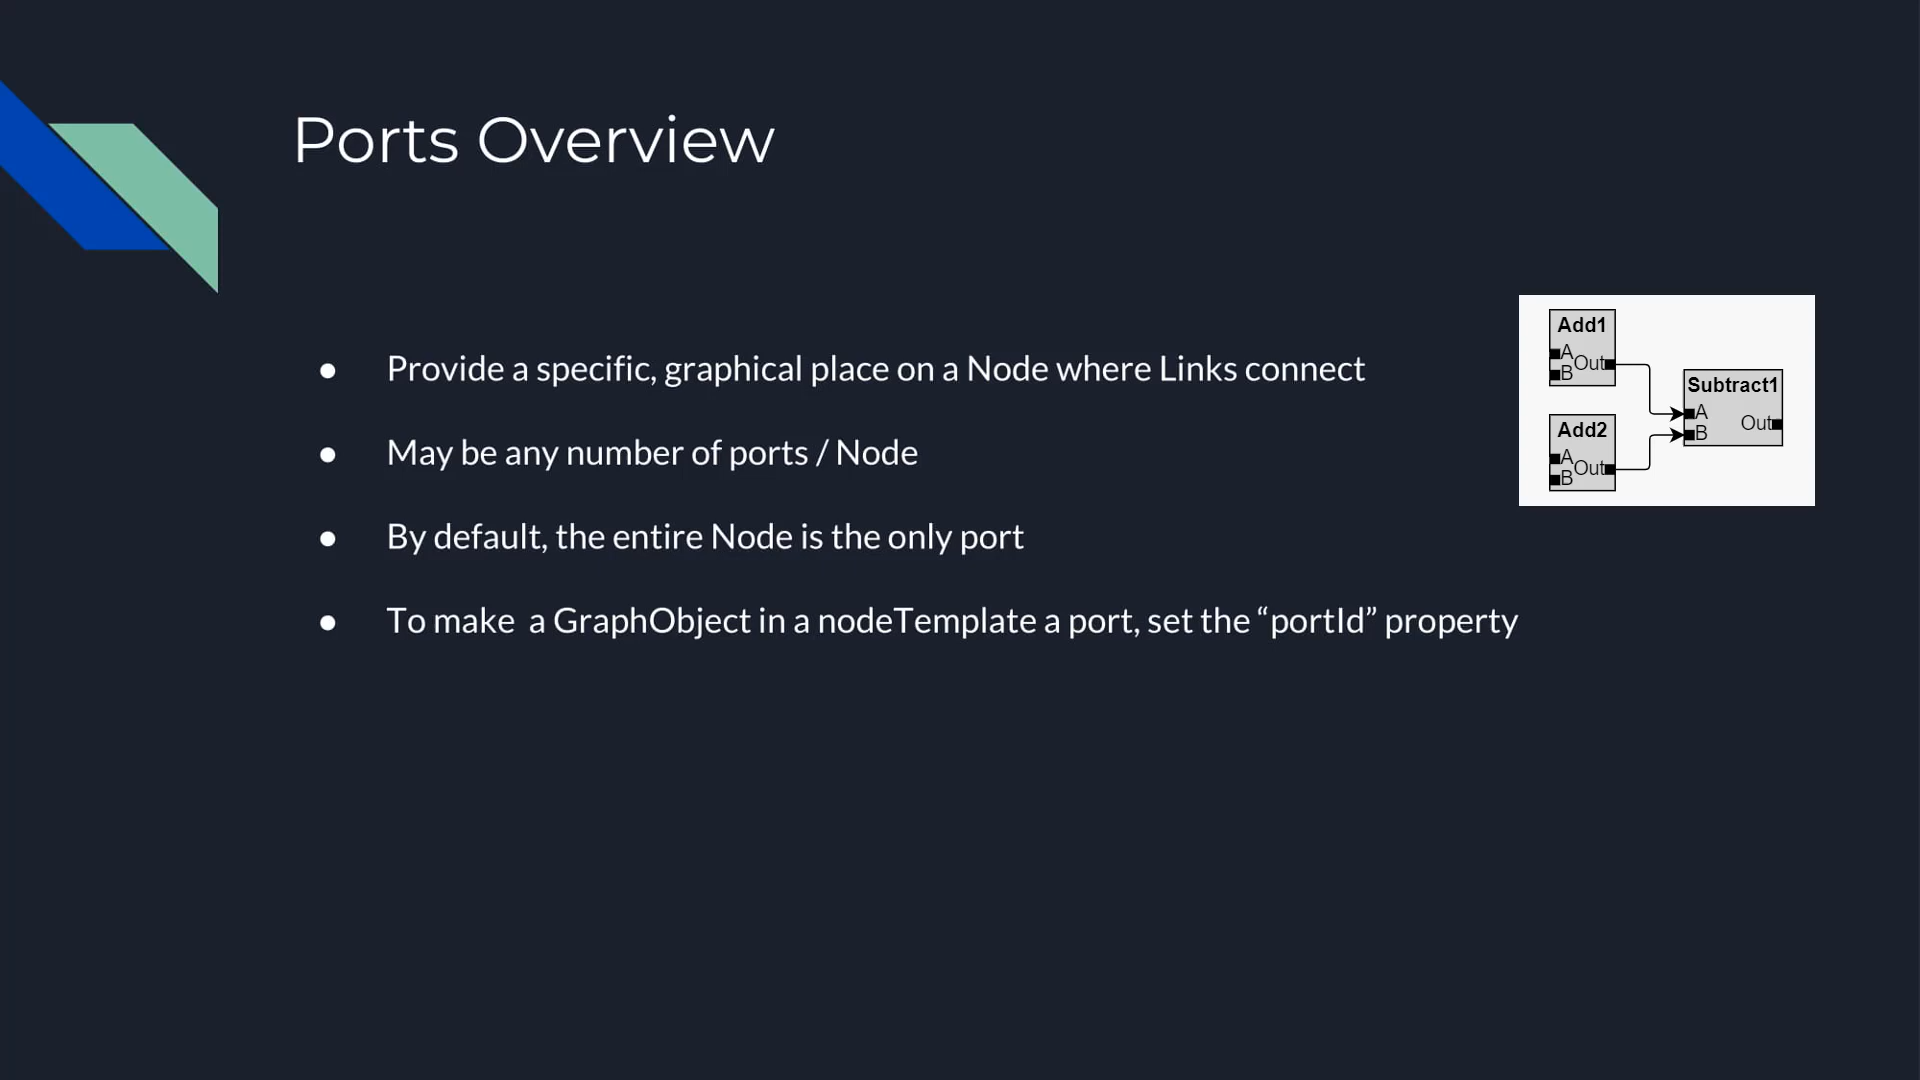 Ports Overview
● Provide a specific, graphical place on a Node where Links connect
● May be any number of ports / Node
● By default, the entire Node is the only port
● To make  a GraphObject in a nodeTemplate a port, set the “portId” property
Add1
A
B
Out
Add2
A
B
Out
Subtract1
A
B
Out